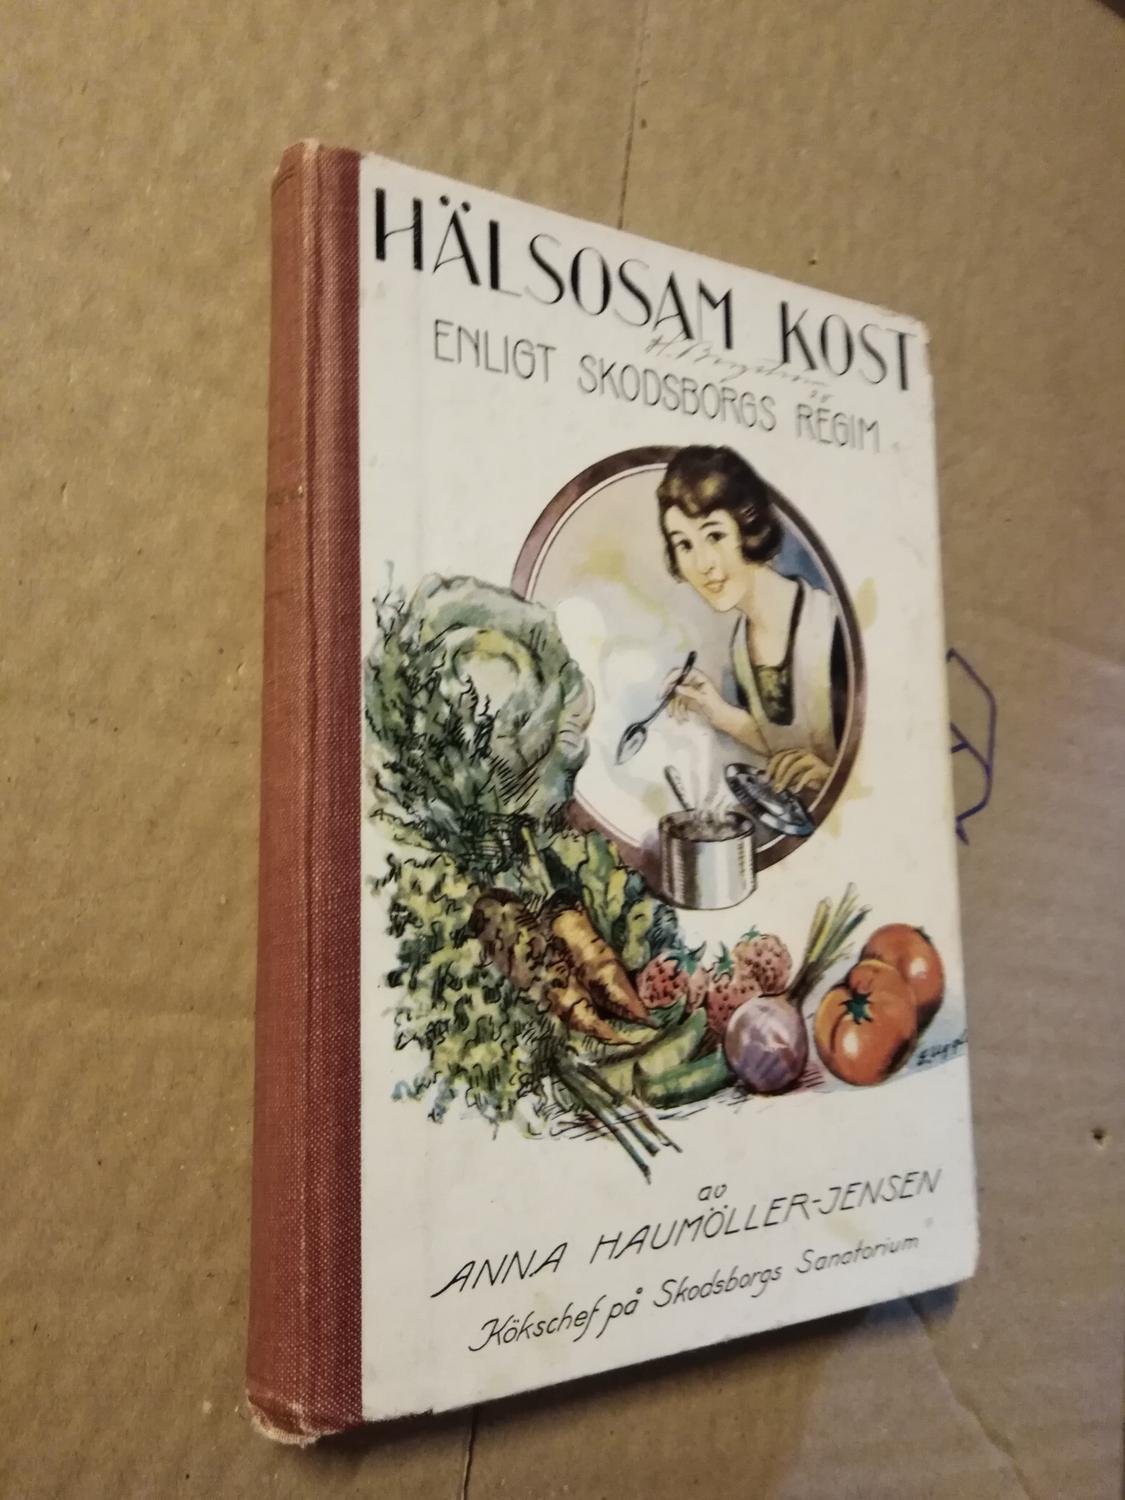 HÄLSOSAM KOST
ENLIGT SKODSBORGS REGIM
av
ANNA HAUMÖLLER-JENSEN
Kökschef på Skodsborgs Sanatorium